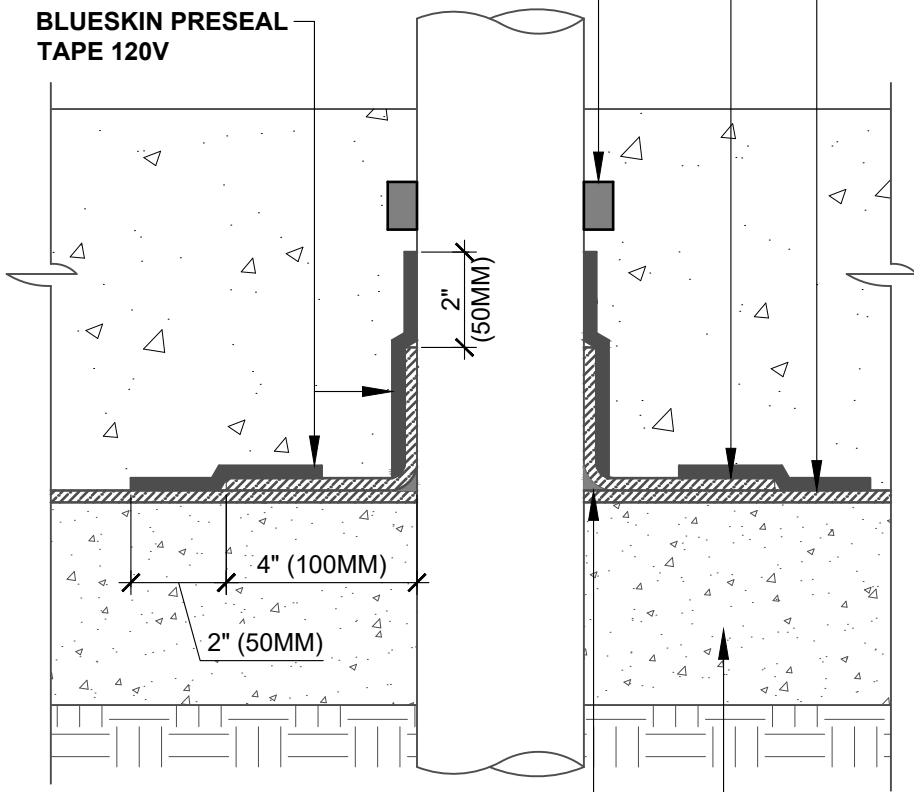 BLUESKIN PRESEAL
TAPE 120V
2"
(50MM)
4" (100MM)
2" (50MM)